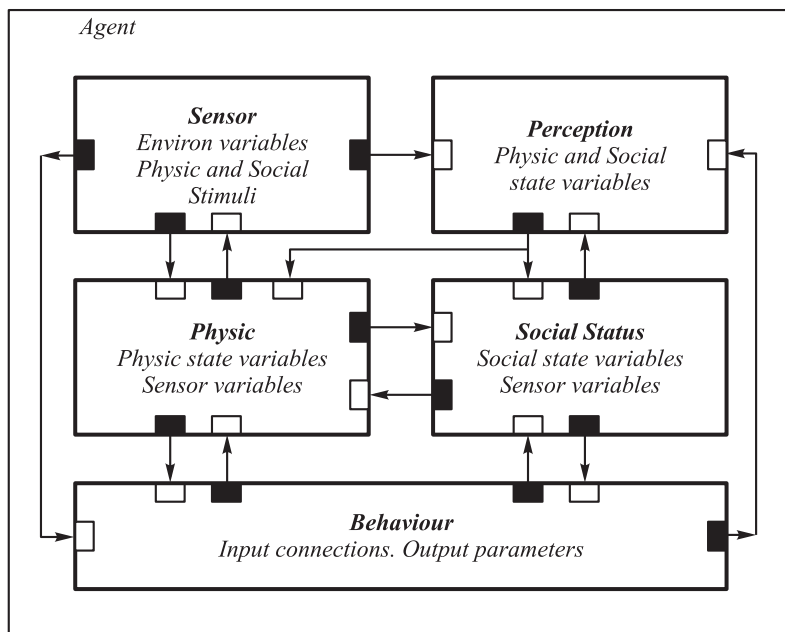 Agent
Sensor
Environ variables
Physic and Social
Stimuli
Perception
Physic and Social
state variables
Physic
Physic state variables
Sensor variables
Social Status
Social state variables
Sensor variables
Behaviour
Input connections. Output parameters